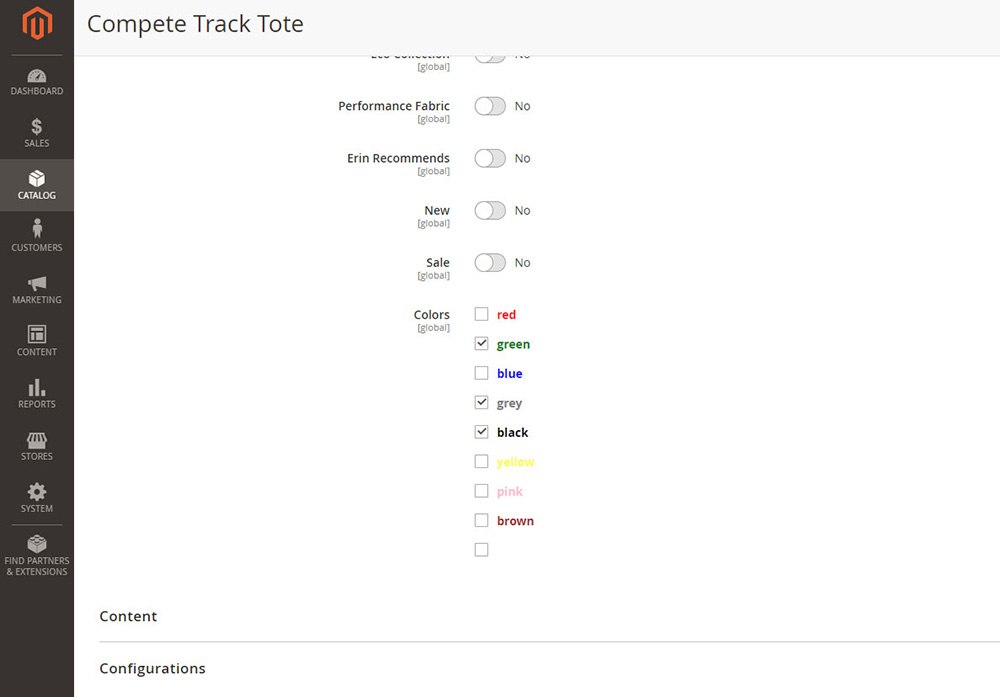 Compete Track Tote
DASHBOARD
SALES
CATALOG
CUSTOMERS
MARKETING
CONTENT
REPORTS
STORES
SYSTEM
FIND PARTNERS
& EXTENSIONS
Eco Collection No
[global]
Performance Fabric No
[global]
Erin Recommends No
[global]
New No
[global]
Sale No
[global]
Colors red
[global]
green
blue
grey
black
yellow
pink
brown
Content
Configurations